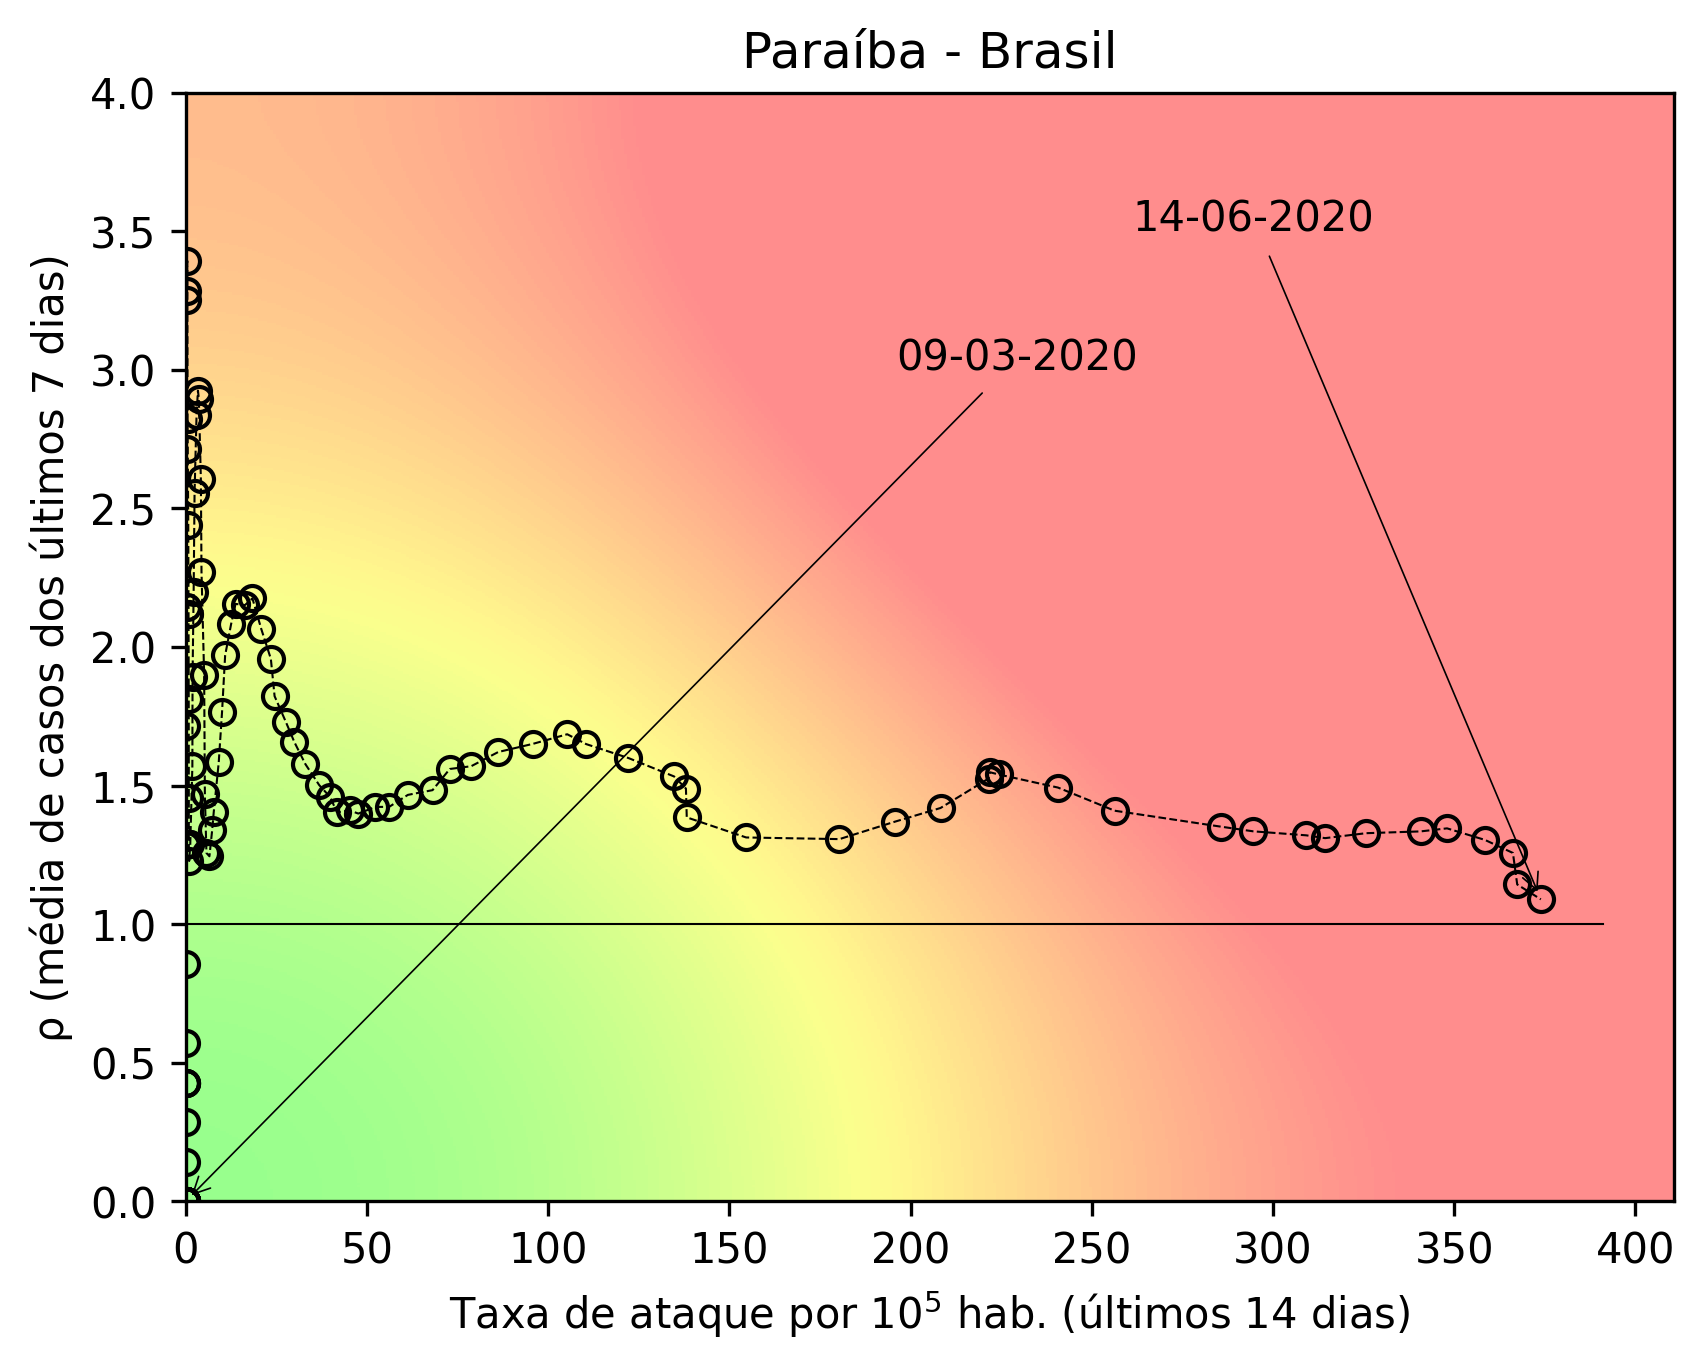 Paraíba - Brasil
4.0
3.5
3.0
2.5
2.0
1.5
1.0
0.5
0.0
ρ (média de casos dos últimos 7 dias)
14-06-2020
09-03-2020
0 50 100 150 200 250 300 350 400
Taxa de ataque por 10⁵ hab. (últimos 14 dias)